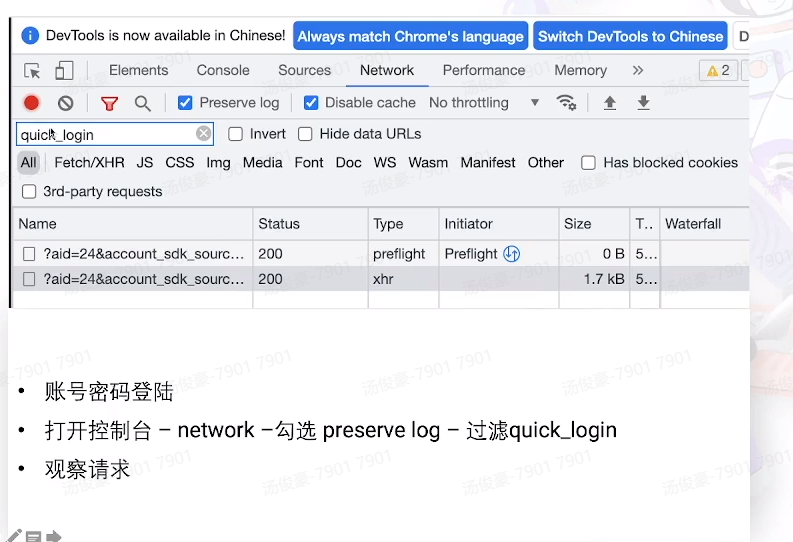 DevTools is now available in Chinese! Always match Chrome's language Switch DevTools to Chinese D
Elements Console Sources Network Performance Memory » 2
Preserve log Disable cache No throttling
quick_login Invert Hide data URLs
All Fetch/XHR JS CSS Img Media Font Doc WS Wasm Manifest Other Has blocked cookies
3rd-party requests
Name Status Type Initiator Size T.. Waterfall
?aid=24&account_sdk_sourc... 200 preflight Preflight 0 B 5...
?aid=24&account_sdk_sourc... 200 xhr 1.7 kB 5...
• 账号密码登陆
• 打开控制台 – network –勾选 preserve log – 过滤quick_login
• 观察请求
汤俊豪-7901 7901